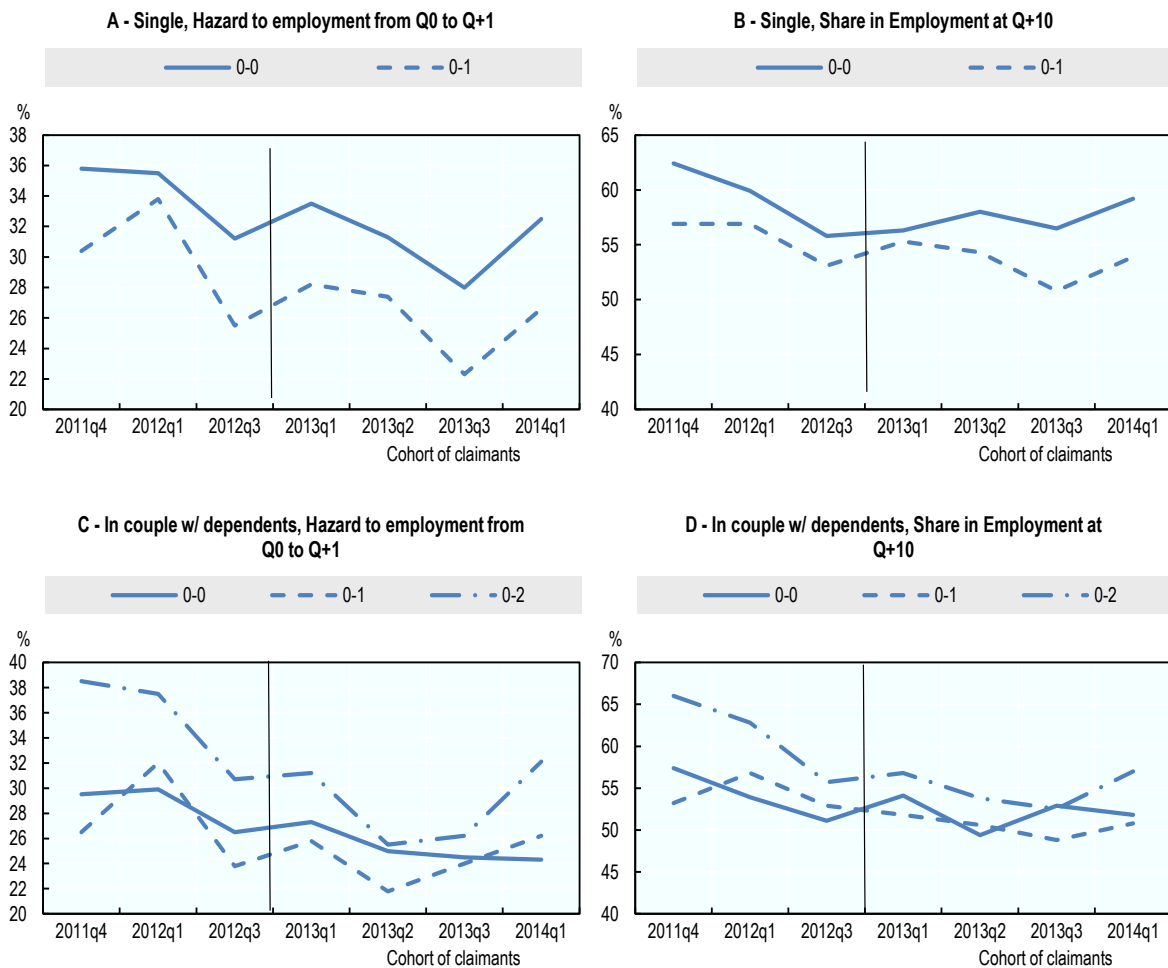 A - Single, Hazard to employment from Q0 to Q+1
0-0 0-1
%
38
36
34
32
30
28
26
24
22
20
2011q4 2012q1 2012q3 2013q1 2013q2 2013q3 2014q1
Cohort of claimants
B - Single, Share in Employment at Q+10
0-0 0-1
%
65
60
55
50
45
40
2011q4 2012q1 2012q3 2013q1 2013q2 2013q3 2014q1
Cohort of claimants
C - In couple w/ dependents, Hazard to employment from
Q0 to Q+1
0-0 0-1 0-2
%
40
38
36
34
32
30
28
26
24
22
20
2011q4 2012q1 2012q3 2013q1 2013q2 2013q3 2014q1
Cohort of claimants
D - In couple w/ dependents, Share in Employment at
Q+10
0-0 0-1 0-2
%
70
65
60
55
50
45
40
2011q4 2012q1 2012q3 2013q1 2013q2 2013q3 2014q1
Cohort of claimants